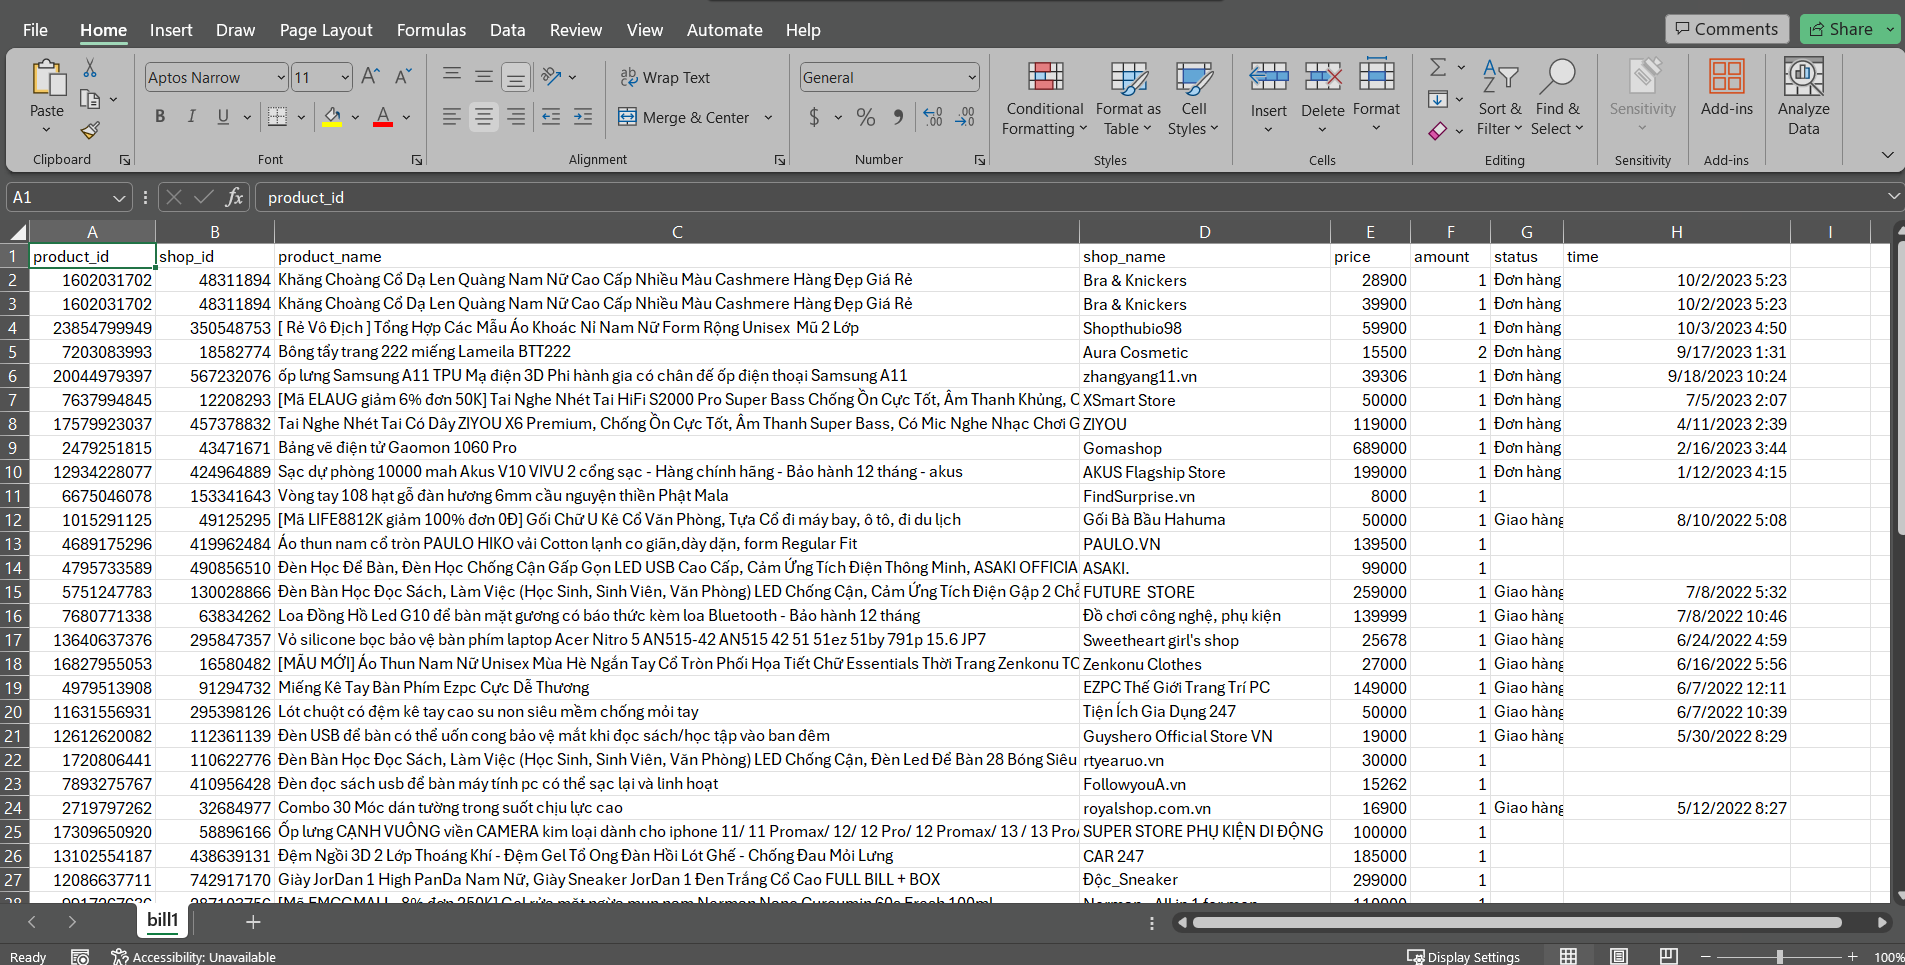 File Home Insert Draw Page Layout Formulas Data Review View Automate Help Comments Share
Aptos Narrow 11 Wrap Text General
Paste Merge & Center Conditional Formatting Format as Table Cell Styles Insert Delete Format Sort & Filter Find & Select Sensitivity Add-ins Analyze Data
Clipboard Font Alignment Number Styles Cells Editing Sensitivity Add-ins
A1 fx product_id
A B C D E F G H I
1 product_id shop_id product_name shop_name price amount status time
2 1602031702 48311894 Khăng Choàng Cổ Dạ Len Quàng Nam Nữ Cao Cấp Nhiều Màu Cashmere Hàng Đẹp Giá Rẻ Bra & Knickers 28900 1 Đơn hàng 10/2/2023 5:23
3 1602031702 48311894 Khăng Choàng Cổ Dạ Len Quàng Nam Nữ Cao Cấp Nhiều Màu Cashmere Hàng Đẹp Giá Rẻ Bra & Knickers 39900 1 Đơn hàng 10/2/2023 5:23
4 23854799949 350548753 [ Rẻ Vô Địch ] Tổng Hợp Các Mẫu Áo Khoác Nỉ Nam Nữ Form Rộng Unisex Mũ 2 Lớp Shopthubio98 59900 1 Đơn hàng 10/3/2023 4:50
5 7203083993 18582774 Bông tẩy trang 222 miếng Lameila BTT222 Aura Cosmetic 15500 2 Đơn hàng 9/17/2023 1:31
6 20044979397 567232076 ốp lưng Samsung A11 TPU Mạ điện 3D Phi hành gia có chân đế ốp điện thoại Samsung A11 zhangyang11.vn 39306 1 Đơn hàng 9/18/2023 10:24
7 7637994845 12208293 [Mã ELAUG giảm 6% đơn 50K] Tai Nghe Nhét Tai HiFi S2000 Pro Super Bass Chống Ồn Cực Tốt, Âm Thanh Khủng, C XSmart Store 50000 1 Đơn hàng 7/5/2023 2:07
8 17579923037 457378832 Tai Nghe Nhét Tai Có Dây ZIYOU X6 Premium, Chống Ồn Cực Tốt, Âm Thanh Super Bass, Có Mic Nghe Nhạc Chơi G ZIYOU 119000 1 Đơn hàng 4/11/2023 2:39
9 2479251815 43471671 Bảng vẽ điện tử Gaomon 1060 Pro Gomashop 689000 1 Đơn hàng 2/16/2023 3:44
10 12934228077 424964889 Sạc dự phòng 10000 mah Akus V10 VIVU 2 cổng sạc - Hàng chính hãng - Bảo hành 12 tháng - akus AKUS Flagship Store 199000 1 Đơn hàng 1/12/2023 4:15
11 6675046078 153341643 Vòng tay 108 hạt gỗ đàn hương 6mm cầu nguyện thiền Phật Mala FindSurprise.vn 8000 1
12 1015291125 49125295 [Mã LIFE8812K giảm 100% đơn 0Đ] Gối Chữ U Kê Cổ Văn Phòng, Tựa Cổ đi máy bay, ô tô, đi du lịch Gối Bà Bầu Hahuma 50000 1 Giao hàng 8/10/2022 5:08
13 4689175296 419962484 Áo thun nam cổ tròn PAULO HIKO vải Cotton lạnh co giãn,dày dặn, form Regular Fit PAULO.VN 139500 1
14 4795733589 490856510 Đèn Học Để Bàn, Đèn Học Chống Cận Gấp Gọn LED USB Cao Cấp, Cảm Ứng Tích Điện Thông Minh, ASAKI OFFICIA ASAKI. 99000 1
15 5751247783 130028866 Đèn Bàn Học Đọc Sách, Làm Việc (Học Sinh, Sinh Viên, Văn Phòng) LED Chống Cận, Cảm Ứng Tích Điện Gập 2 Chỗ FUTURE STORE 259000 1 Giao hàng 7/8/2022 5:32
16 7680771338 63834262 Loa Đồng Hồ Led G10 để bàn mặt gương có báo thức kèm loa Bluetooth - Bảo hành 12 tháng Đồ chơi công nghệ, phụ kiện 139999 1 Giao hàng 7/8/2022 10:46
17 13640637376 295847357 Vỏ silicone bọc bảo vệ bàn phím laptop Acer Nitro 5 AN515-42 AN515 42 51 51ez 51by 791p 15.6 JP7 Sweetheart girl's shop 25678 1 Giao hàng 6/24/2022 4:59
18 16827955053 16580482 [MẪU MỚI] Áo Thun Nam Nữ Unisex Mùa Hè Ngắn Tay Cổ Tròn Phối Họa Tiết Chữ Essentials Thời Trang Zenkonu TC Zenkonu Clothes 27000 1 Giao hàng 6/16/2022 5:56
19 4979513908 91294732 Miếng Kê Tay Bàn Phím Ezpc Cực Dễ Thương EZPC Thế Giới Trang Trí PC 149000 1 Giao hàng 6/7/2022 12:11
20 11631556931 295398126 Lót chuột có đệm kê tay cao su non siêu mềm chống mỏi tay Tiện Ích Gia Dụng 247 50000 1 Giao hàng 6/7/2022 10:39
21 12612620082 112361139 Đèn USB để bàn có thể uốn cong bảo vệ mắt khi đọc sách/học tập vào ban đêm Guyshero Official Store VN 19000 1 Giao hàng 5/30/2022 8:29
22 1720806441 110622776 Đèn Bàn Học Đọc Sách, Làm Việc (Học Sinh, Sinh Viên, Văn Phòng) LED Chống Cận, Đèn Led Để Bàn 28 Bóng Siêu rtyearuo.vn 30000 1
23 7893275767 410956428 Đèn đọc sách usb để bàn máy tính pc có thể sạc lại và linh hoạt FollowyouA.vn 15262 1
24 2719797262 32684977 Combo 30 Móc dán tường trong suốt chịu lực cao royalshop.com.vn 16900 1 Giao hàng 5/12/2022 8:27
25 17309650920 58896166 Ốp lưng CẠNH VUÔNG viền CAMERA kim loại dành cho iphone 11/ 11 Promax/ 12/ 12 Pro/ 12 Promax/ 13 / 13 Pro/ SUPER STORE PHỤ KIỆN DI ĐỘNG 100000 1
26 13102554187 438639131 Đệm Ngồi 3D 2 Lớp Thoáng Khí - Đệm Gel Tổ Ong Đàn Hồi Lót Ghế - Chống Đau Mỏi Lưng CAR 247 185000 1
27 12086637711 742917170 Giày JorDan 1 High PanDa Nam Nữ, Giày Sneaker JorDan 1 Đen Trắng Cổ Cao FULL BILL + BOX Độc_Sneaker 299000 1
bill1
Ready Accessibility: Unavailable Display Settings 100%